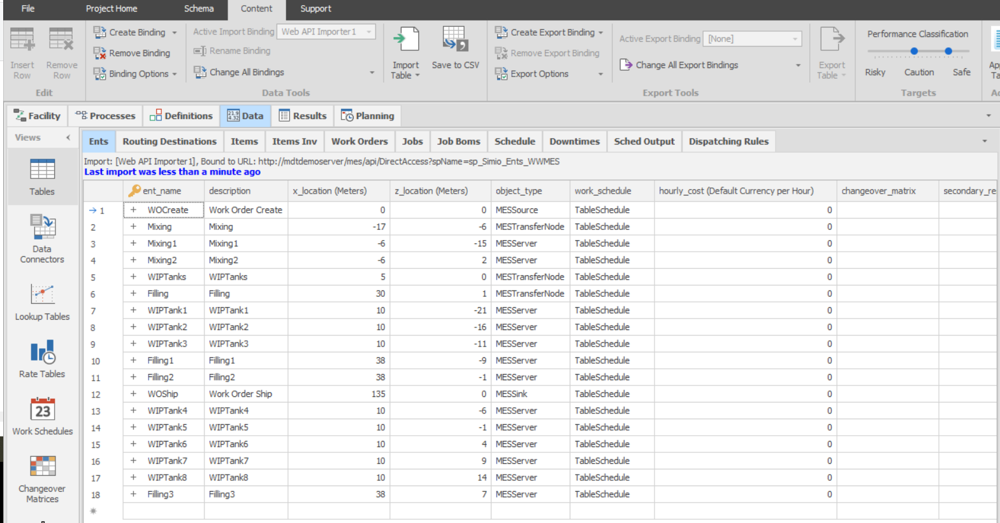 File Project Home Schema Content Support
Insert Row
Remove Row
Edit
Create Binding
Remove Binding
Binding Options
Active Import Binding Web API Importer1
Rename Binding
Change All Bindings
Data Tools
Import Table
Save to CSV
Create Export Binding
Remove Export Binding
Export Options
Active Export Binding [None]
Change All Export Bindings
Export Tools
Export Table
Performance Classification
Risky Caution Safe
Targets
Facility Processes Definitions 21.9 4.32 Data Results Planning
Views
Tables
Data Connectors
Lookup Tables
Rate Tables
23
Work Schedules
Changeover Matrices
Ents Routing Destinations Items Items Inv Work Orders Jobs Job Boms Schedule Downtimes Sched Output Dispatching Rules
Import: [Web API Importer1], Bound to URL: http://mdtdemoserver/mes/api/DirectAccess?spName=sp_Simio_Ents_WWMES
Last import was less than a minute ago
ent_name description x_location (Meters) z_location (Meters) object_type work_schedule hourly_cost (Default Currency per Hour) changeover_matrix secondary_re
1 + WOCreate Work Order Create 0 0 MESSource TableSchedule 0
2 + Mixing Mixing -17 -6 MESTransferNode TableSchedule 0
3 + Mixing1 Mixing1 -6 -15 MESServer TableSchedule 0
4 + Mixing2 Mixing2 -6 2 MESServer TableSchedule 0
5 + WIPTanks WIPTanks 5 0 MESTransferNode TableSchedule 0
6 + Filling Filling 30 1 MESTransferNode TableSchedule 0
7 + WIPTank1 WIPTank1 10 -21 MESServer TableSchedule 0
8 + WIPTank2 WIPTank2 10 -16 MESServer TableSchedule 0
9 + WIPTank3 WIPTank3 10 -11 MESServer TableSchedule 0
10 + Filling1 Filling1 38 -9 MESServer TableSchedule 0
11 + Filling2 Filling2 38 -1 MESServer TableSchedule 0
12 + WOShip Work Order Ship 135 0 MESSink TableSchedule 0
13 + WIPTank4 WIPTank4 10 -6 MESServer TableSchedule 0
14 + WIPTank5 WIPTank5 10 -1 MESServer TableSchedule 0
15 + WIPTank6 WIPTank6 10 4 MESServer TableSchedule 0
16 + WIPTank7 WIPTank7 10 9 MESServer TableSchedule 0
17 + WIPTank8 WIPTank8 10 14 MESServer TableSchedule 0
18 + Filling3 Filling3 38 7 MESServer TableSchedule 0